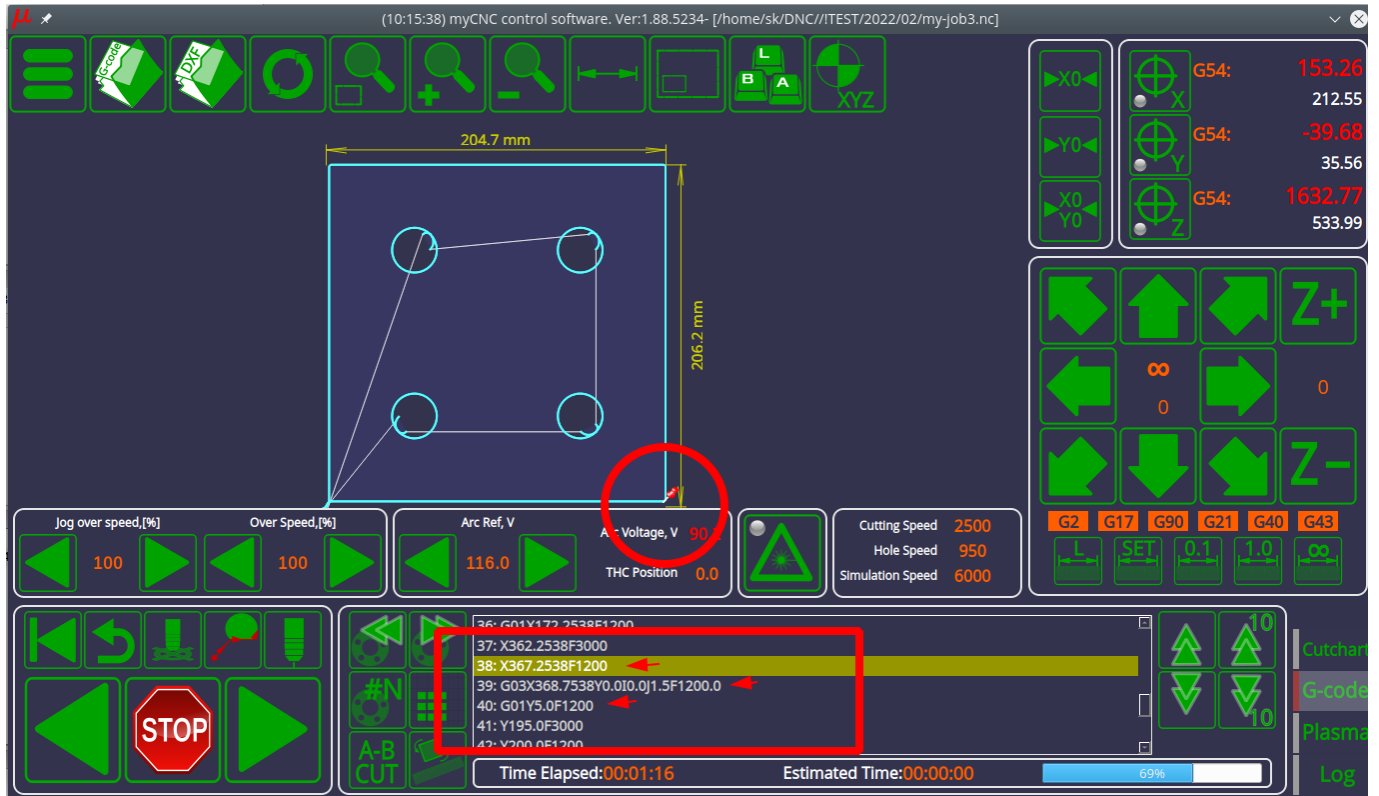 (10:15:38) myCNC control software. Ver:1.88.5234- [/home/sk/DNC//!TEST/2022/02/my-job3.nc]
G-code
DXF
L
B A
XYZ
▶X0◀
X
G54: 153.26
212.55
▶Y0◀
Y
G54: -39.68
35.56
X0
Y0
Z
G54: 1632.77
533.99
204.7 mm
206.2 mm
Z+
∞
0
0
Z-
G2 G17 G90 G21 G40 G43
L SET 0.1 1.0 ∞
Jog over speed,[%]
100
Over Speed,[%]
100
Arc Ref, V
116.0
Voltage, V
THC Position 0.0
Cutting Speed 2500
Hole Speed 950
Simulation Speed 6000
#N
A-B
CUT
STOP
36: G01X172.2538F1200
37: X362.2538F3000
38: X367.2538F1200
39: G03X368.7538Y0.0I0.0J1.5F1200.0
40: G01Y5.0F1200
41: Y195.0F3000
42: Y200.0F1200
10
10
Cutchart
G-code
Plasma
Log
Time Elapsed:00:01:16
Estimated Time:00:00:00
69%